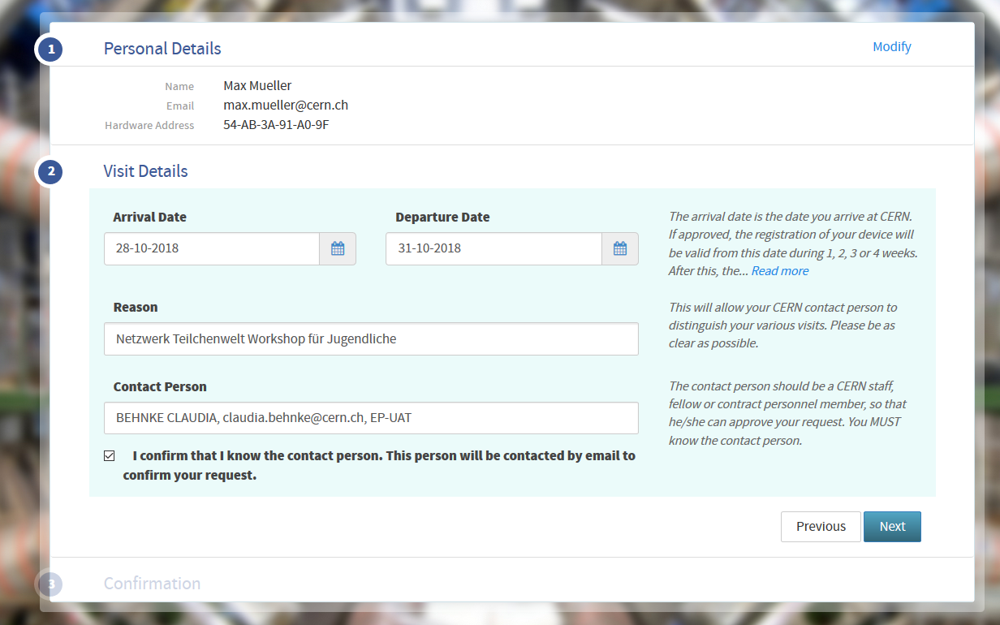 1
Personal Details
Modify
Name
Max Mueller
Email
max.mueller@cern.ch
Hardware Address
54-AB-3A-91-A0-9F
2
Visit Details
Arrival Date
28-10-2018
Departure Date
31-10-2018
The arrival date is the date you arrive at CERN.
If approved, the registration of your device will
be valid from this date during 1, 2, 3 or 4 weeks.
After this, the... Read more
Reason
Netzwerk Teilchenwelt Workshop für Jugendliche
This will allow your CERN contact person to
distinguish your various visits. Please be as
clear as possible.
Contact Person
BEHNKE CLAUDIA, claudia.behnke@cern.ch, EP-UAT
The contact person should be a CERN staff,
fellow or contract personnel member, so that
he/she can approve your request. You MUST
know the contact person.
I confirm that I know the contact person. This person will be contacted by email to
confirm your request.
Previous
Next
3
Confirmation